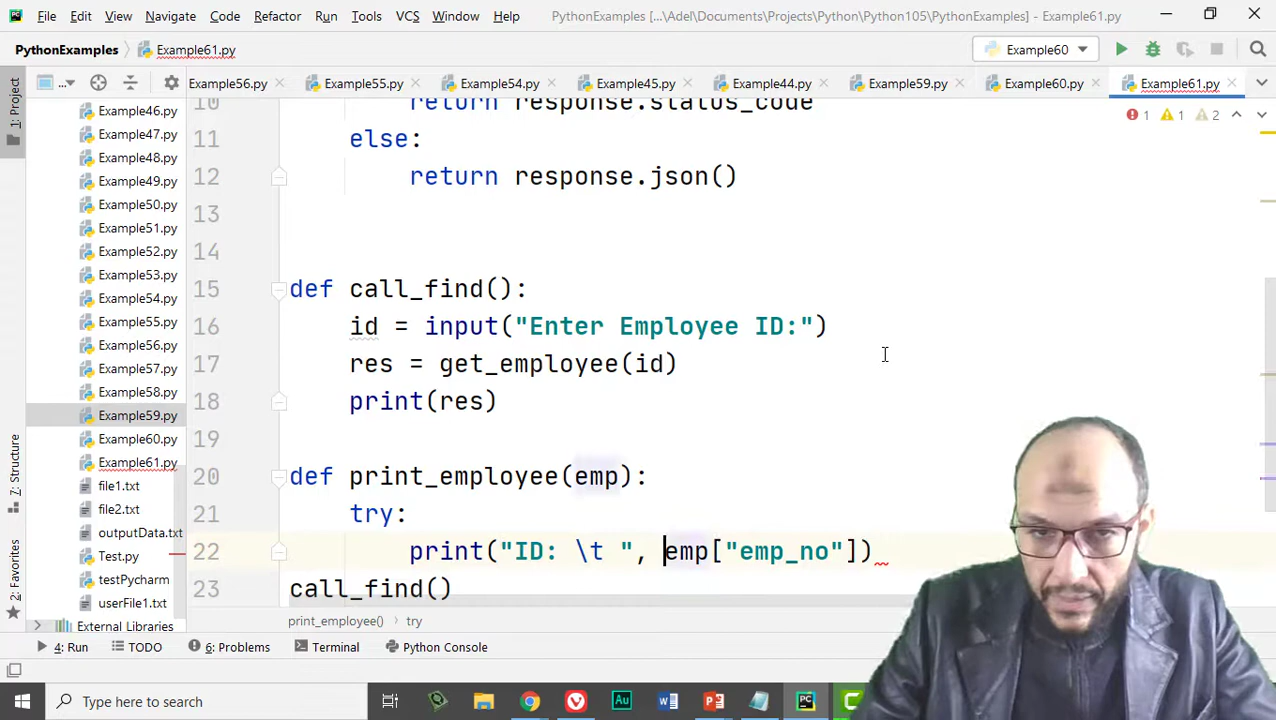 File Edit View Navigate Code Refactor Run Tools VCS Window Help PythonExamples [...\Adel\Documents\Projects\Python\Python105\PythonExamples] - Example61.py
PythonExamples Example61.py Example60
Example56.py Example55.py Example54.py Example45.py Example44.py Example59.py Example60.py Example61.py
1: Project
7: Structure
2: Favorites
Example46.py
Example47.py
Example48.py
Example49.py
Example50.py
Example51.py
Example52.py
Example53.py
Example54.py
Example55.py
Example56.py
Example57.py
Example58.py
Example59.py
Example60.py
Example61.py
file1.txt
file2.txt
outputData.txt
Test.py
testPycharm
userFile1.txt
External Libraries
1 1 2
10 return response.status_code
11 else:
12 return response.json()
13
14
15 def call_find():
16 id = input("Enter Employee ID:")
17 res = get_employee(id)
18 print(res)
19
20 def print_employee(emp):
21 try:
22 print("ID: \t ", emp["emp_no"])
23 call_find()
print_employee() try
4: Run TODO 6: Problems Terminal Python Console
Type here to search